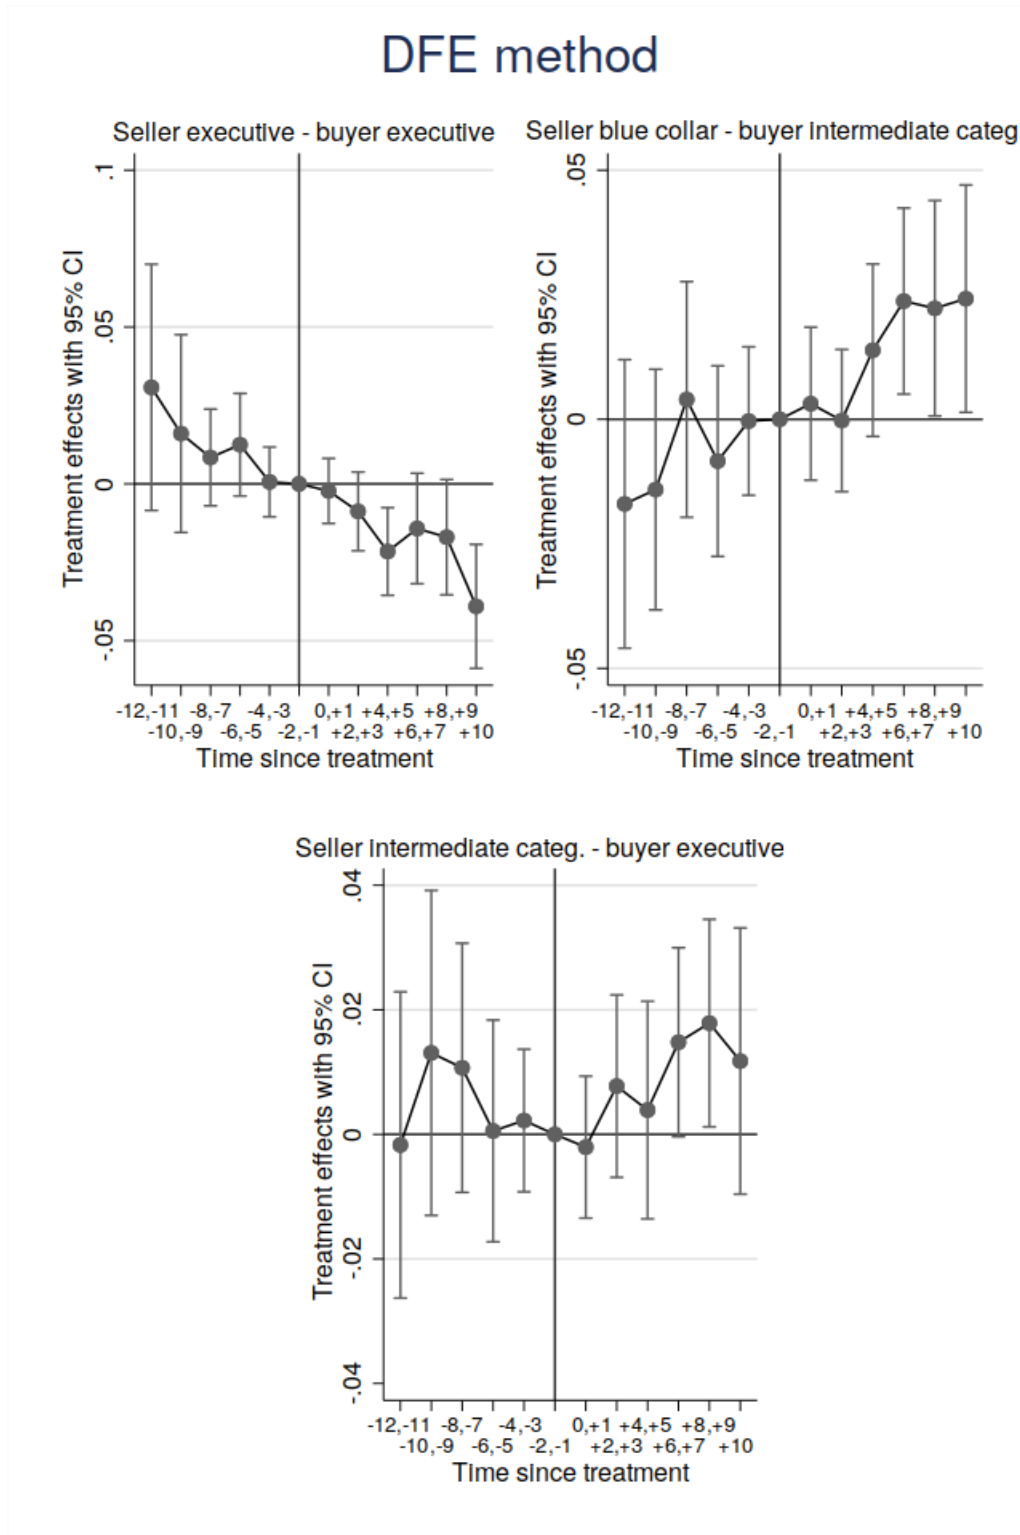 DFE method
Seller executive - buyer executive
Treatment effects with 95% CI
.1
.05
0
-.05
-12,-11 -8,-7 -4,-3 0,+1 +4,+5 +8,+9
-10,-9 -6,-5 -2,-1 +2,+3 +6,+7 +10
Time since treatment
Seller blue collar - buyer intermediate categ
Treatment effects with 95% CI
.05
0
-.05
-12,-11 -8,-7 -4,-3 0,+1 +4,+5 +8,+9
-10,-9 -6,-5 -2,-1 +2,+3 +6,+7 +10
Time since treatment
Seller intermediate categ. - buyer executive
Treatment effects with 95% CI
.04
.02
0
-.02
-.04
-12,-11 -8,-7 -4,-3 0,+1 +4,+5 +8,+9
-10,-9 -6,-5 -2,-1 +2,+3 +6,+7 +10
Time since treatment